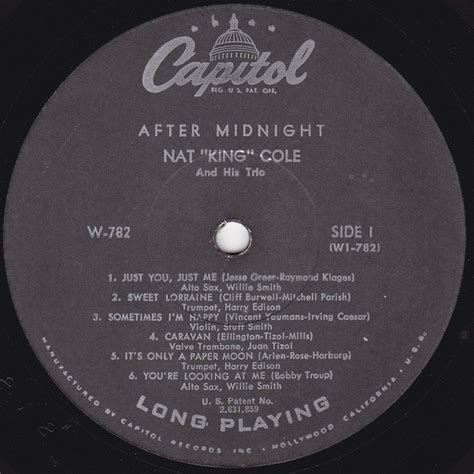 Capitol
REG. U.S. PAT. OFF.
AFTER MIDNIGHT
NAT "KING" COLE
And His Trio
W-782
SIDE 1
(W1-782)
1. JUST YOU, JUST ME (Jesse Greer-Raymond Klages)
Alto Sax, Willie Smith
2. SWEET LORRAINE (Cliff Burwell-Mitchell Parish)
Trumpet, Harry Edison
3. SOMETIMES I'M HAPPY (Vincent Youmans-Irving Caesar)
Violin, Stuff Smith
4. CARAVAN (Ellington-Tizol-Mills)
Valve Trombone, Juan Tizol
5. IT'S ONLY A PAPER MOON (Arlen-Rose-Harburg)
Trumpet, Harry Edison
6. YOU'RE LOOKING AT ME (Bobby Troup)
Alto Sax, Willie Smith
U. S. Patent No.
2,631,859
LONG PLAYING
MANUFACTURED BY CAPITOL RECORDS INC • HOLLYWOOD CALIFORNIA • U.S.A.